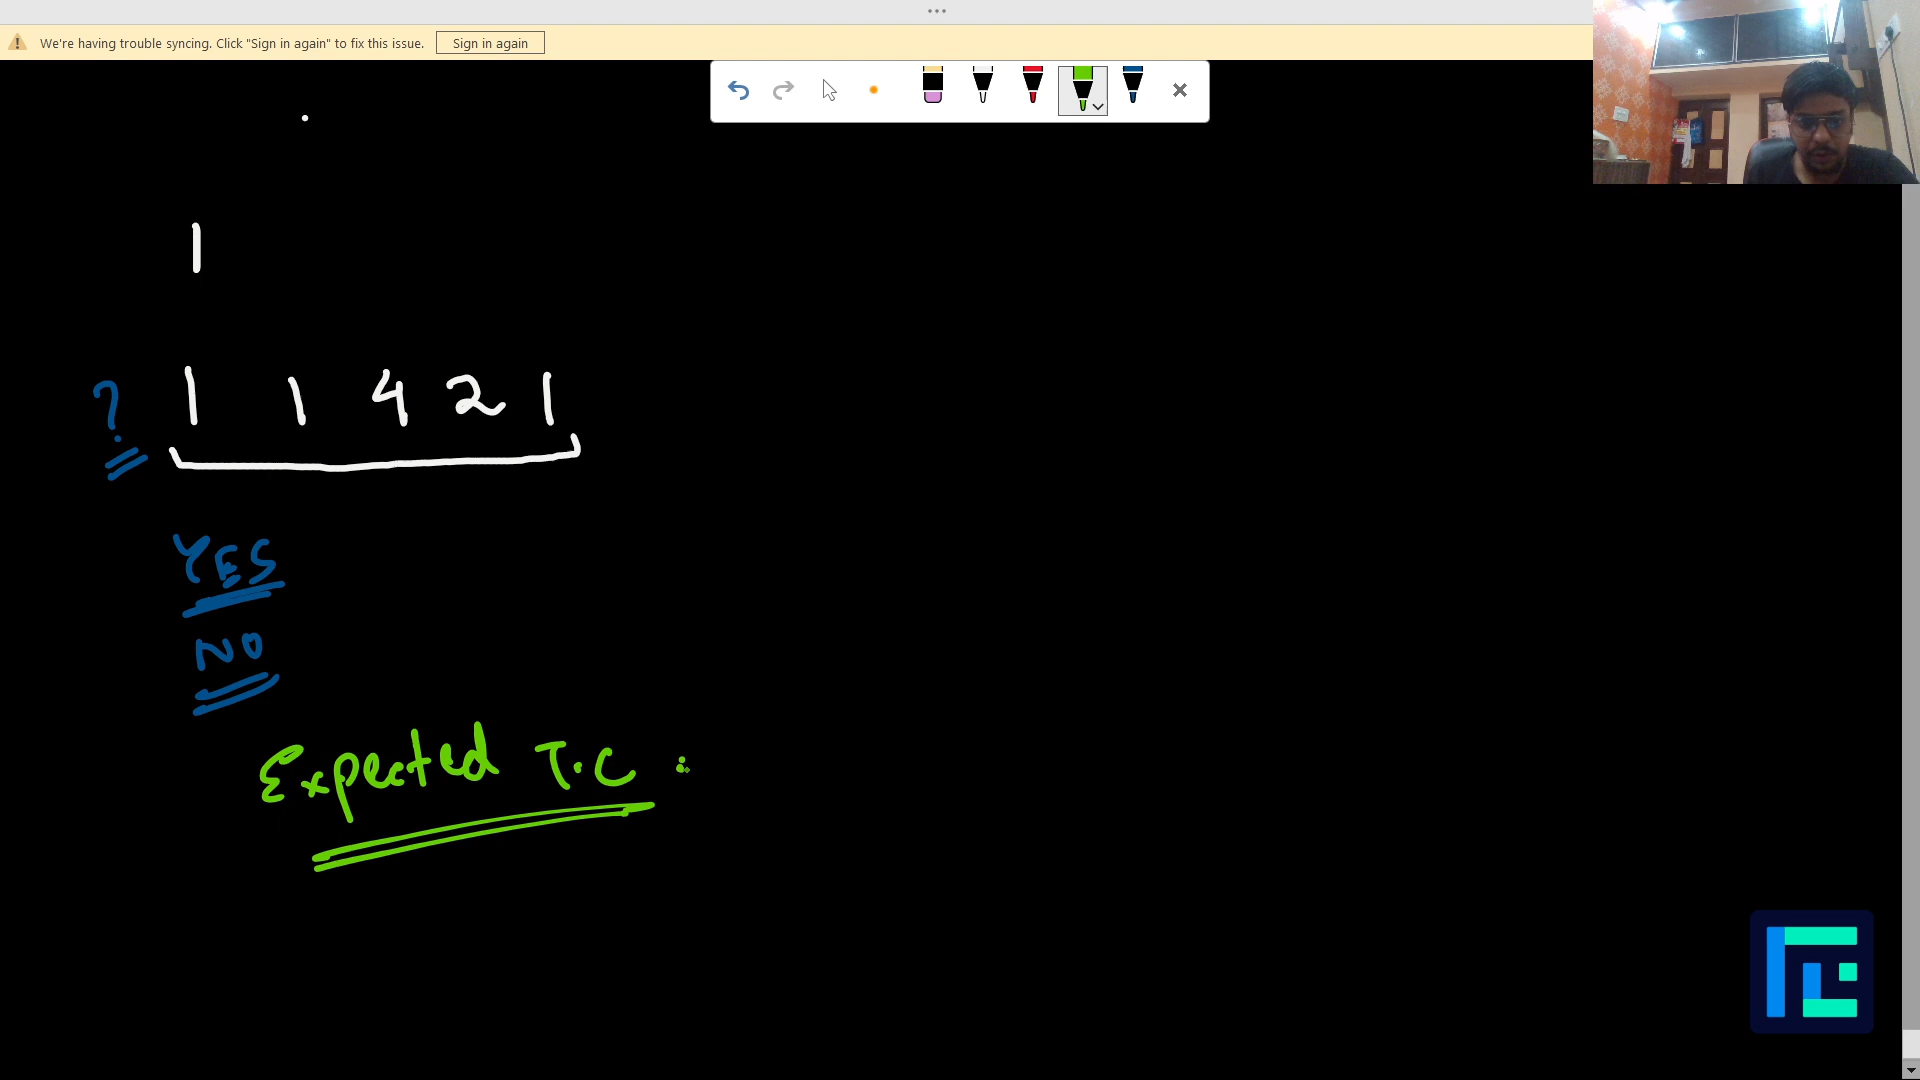 We're having trouble syncing. Click "Sign in again" to fix this issue. Sign in again
1
? 1 1 4 2 1
YES
NO
Expected T.C :